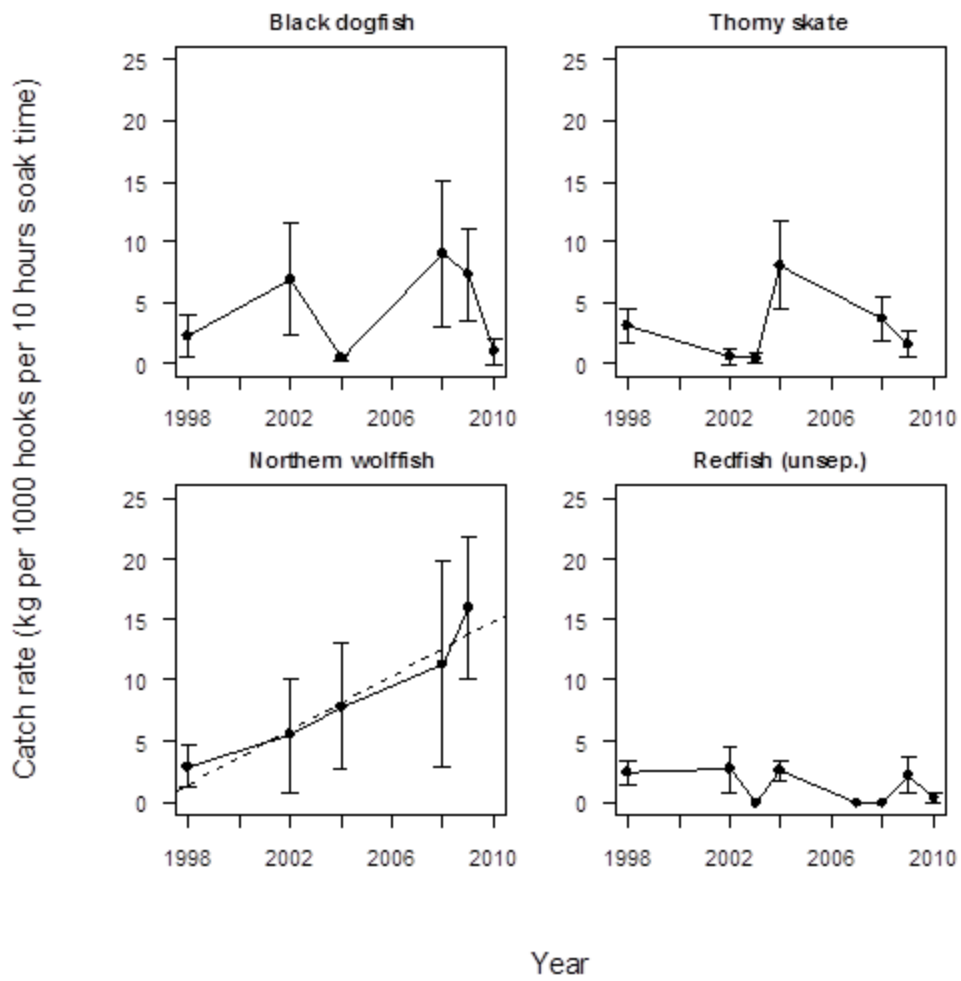 Black dogfish
Thorny skate
25
20
15
10
5
0
1998 2002 2006 2010
25
20
15
10
5
0
1998 2002 2006 2010
Northern wolffish
Redfish (unsep.)
25
20
15
10
5
0
1998 2002 2006 2010
25
20
15
10
5
0
1998 2002 2006 2010
Catch rate (kg per 1000 hooks per 10 hours soak time)
Year